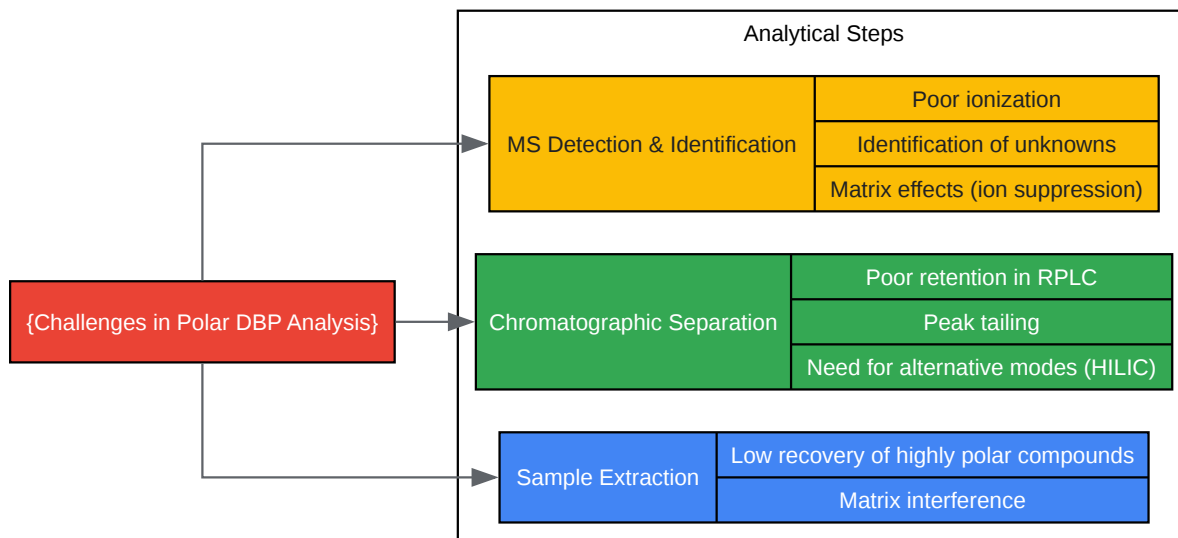 Analytical Steps
MS Detection & Identification
Poor ionization
Identification of unknowns
Matrix effects (ion suppression)
{Challenges in Polar DBP Analysis}
Chromatographic Separation
Poor retention in RPLC
Peak tailing
Need for alternative modes (HILIC)
Sample Extraction
Low recovery of highly polar compounds
Matrix interference